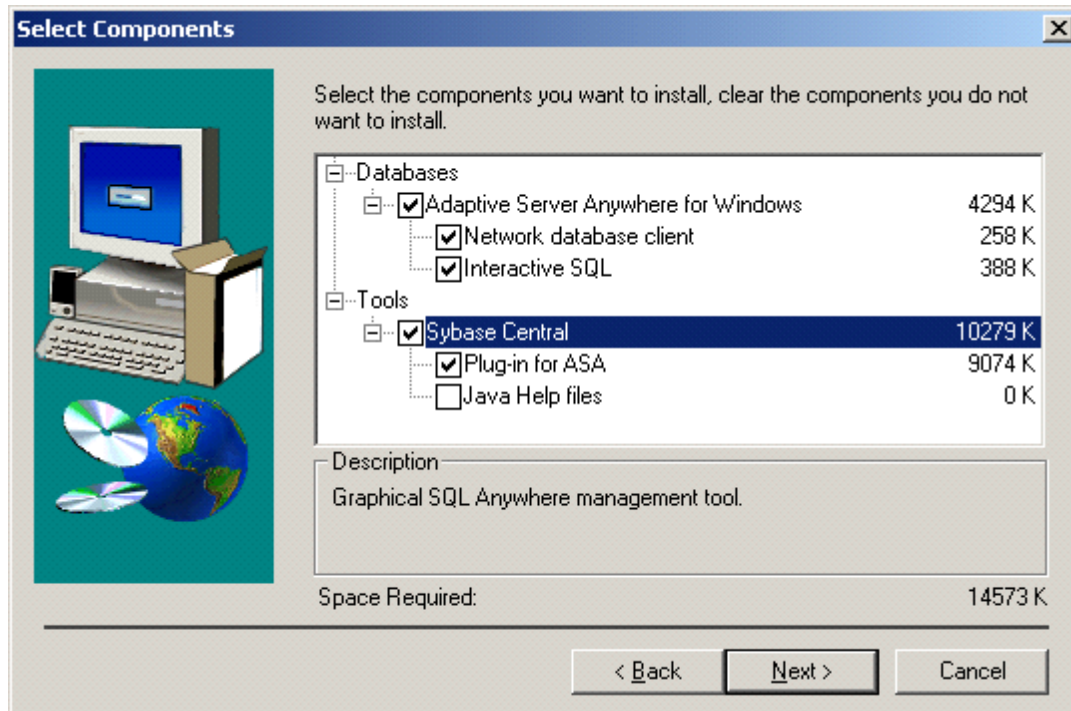 Select Components
Select the components you want to install, clear the components you do not
want to install.
Databases
Adaptive Server Anywhere for Windows 4294 K
Network database client 258 K
Interactive SQL 388 K
Tools
Sybase Central 10279 K
Plug-in for ASA 9074 K
Java Help files 0 K
Description
Graphical SQL Anywhere management tool.
Space Required: 14573 K
< Back Next > Cancel